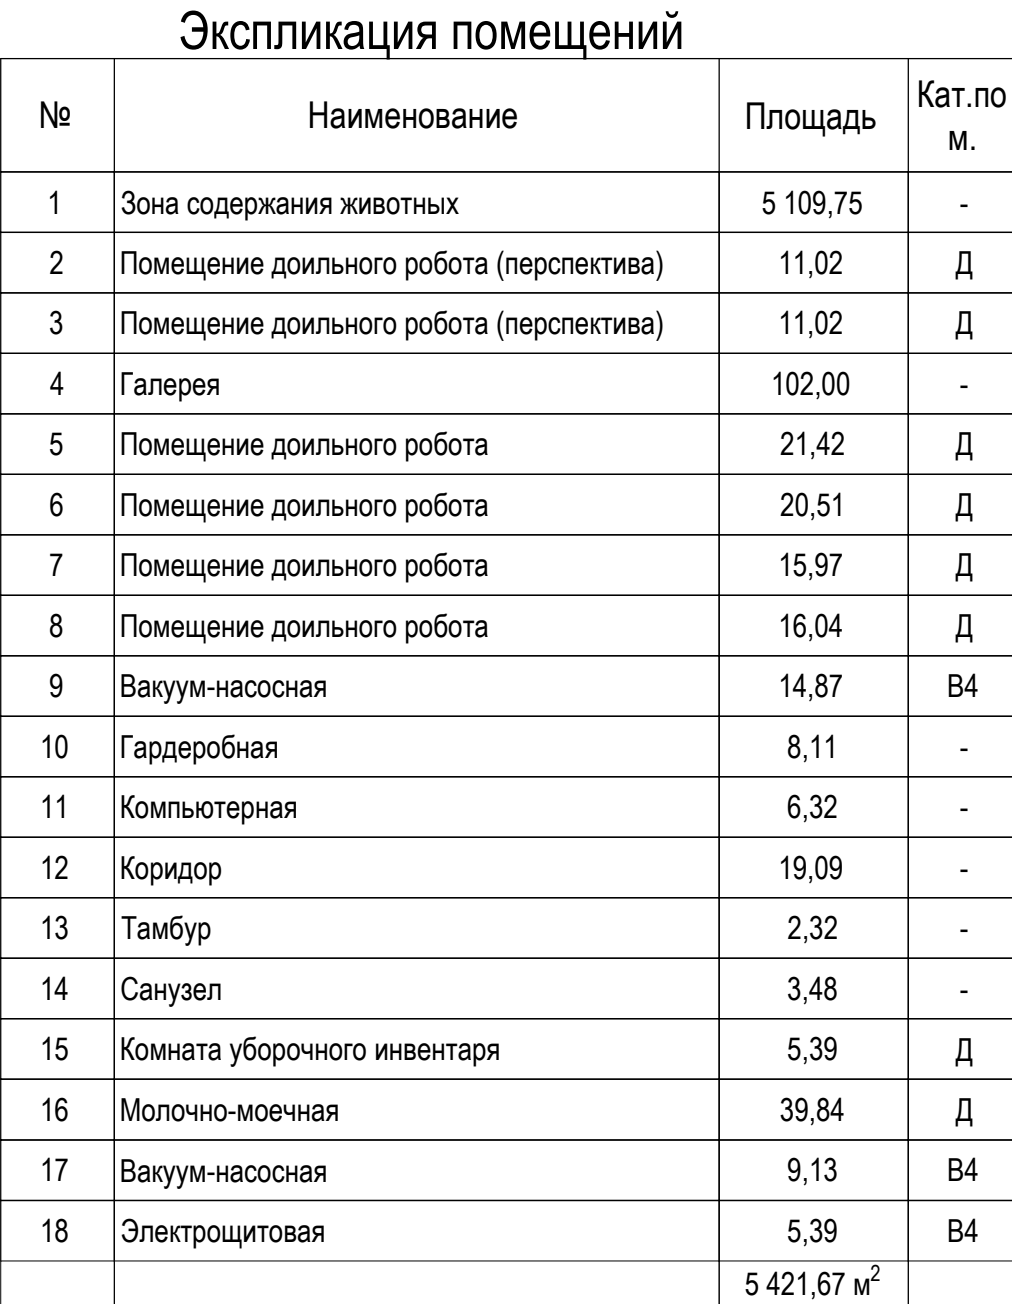 Экспликация помещений
№ Наименование Площадь Кат.по
м.
1 Зона содержания животных 5 109,75 -
2 Помещение доильного робота (перспектива) 11,02 Д
3 Помещение доильного робота (перспектива) 11,02 Д
4 Галерея 102,00 -
5 Помещение доильного робота 21,42 Д
6 Помещение доильного робота 20,51 Д
7 Помещение доильного робота 15,97 Д
8 Помещение доильного робота 16,04 Д
9 Вакуум-насосная 14,87 В4
10 Гардеробная 8,11 -
11 Компьютерная 6,32 -
12 Коридор 19,09 -
13 Тамбур 2,32 -
14 Санузел 3,48 -
15 Комната уборочного инвентаря 5,39 Д
16 Молочно-моечная 39,84 Д
17 Вакуум-насосная 9,13 В4
18 Электрощитовая 5,39 В4
5 421,67 м²